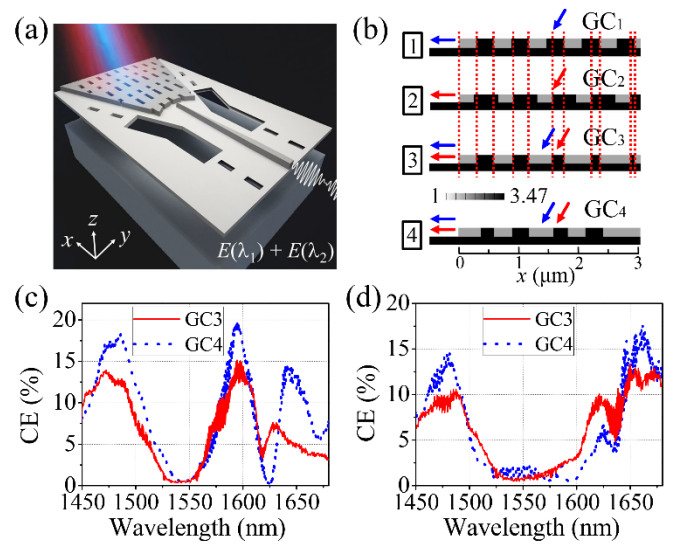 (a)
z
x
y
E(λ₁) + E(λ₂)
(b)
GC₁
1
GC₂
2
GC₃
3
1
3.47
GC₄
4
0 1 2 3
x (μm)
(c)
GC3
GC4
CE (%)
20
15
10
5
0
1450 1500 1550 1600 1650
Wavelength (nm)
(d)
GC3
GC4
CE (%)
20
15
10
5
0
1450 1500 1550 1600 1650
Wavelength (nm)